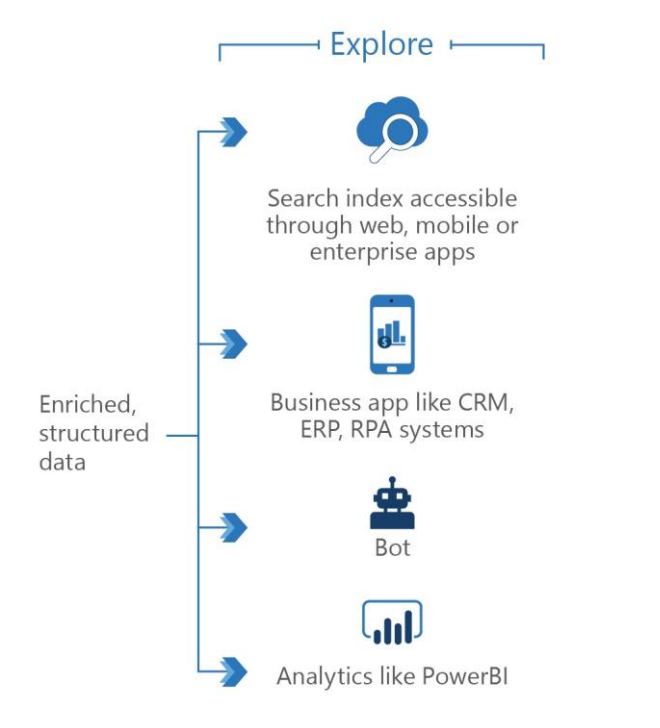 Explore
Search index accessible
through web, mobile or
enterprise apps
$
Business app like CRM,
ERP, RPA systems
Enriched,
structured
data
Bot
Analytics like PowerBI